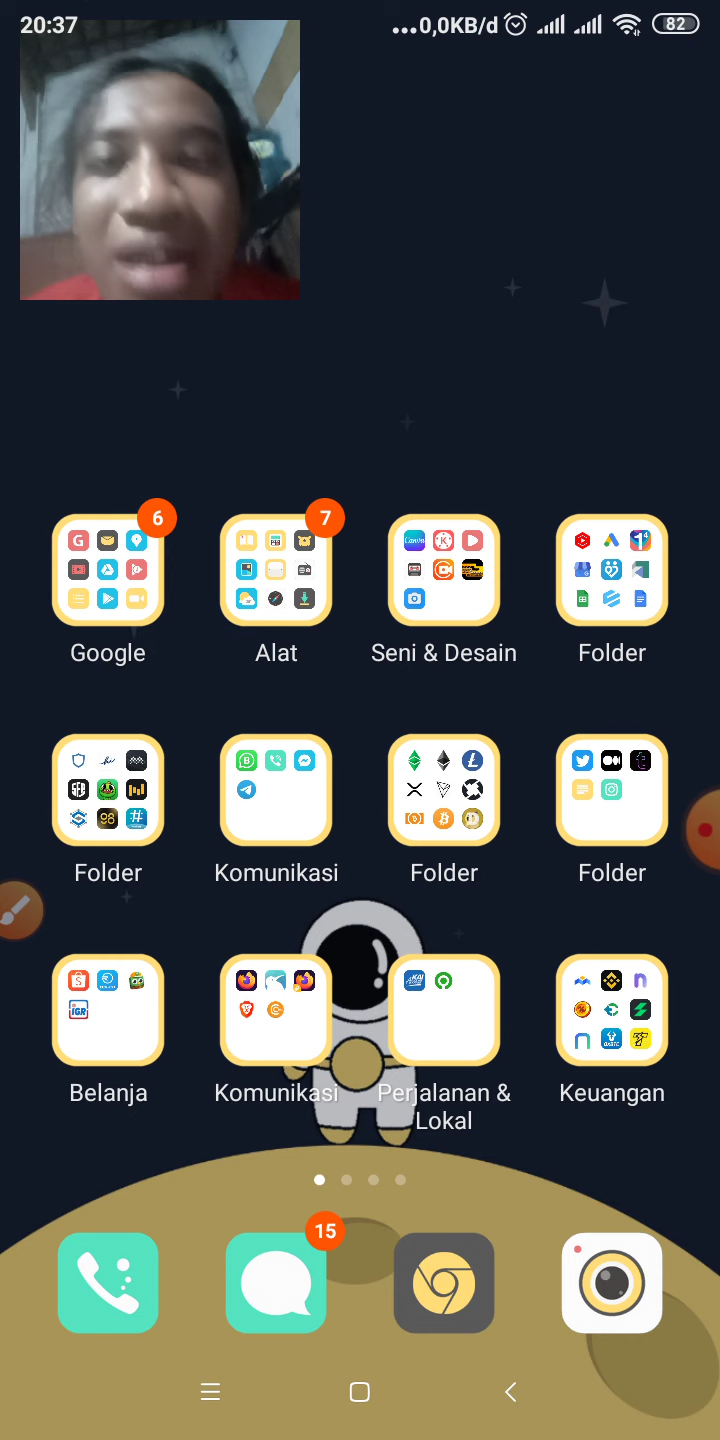 20:37 ...0,0KB/d 82
6
7
Google Alat Seni & Desain Folder
Folder Komunikasi Folder Folder
Belanja Komunikasi Perjalanan & Keuangan
Lokal
15